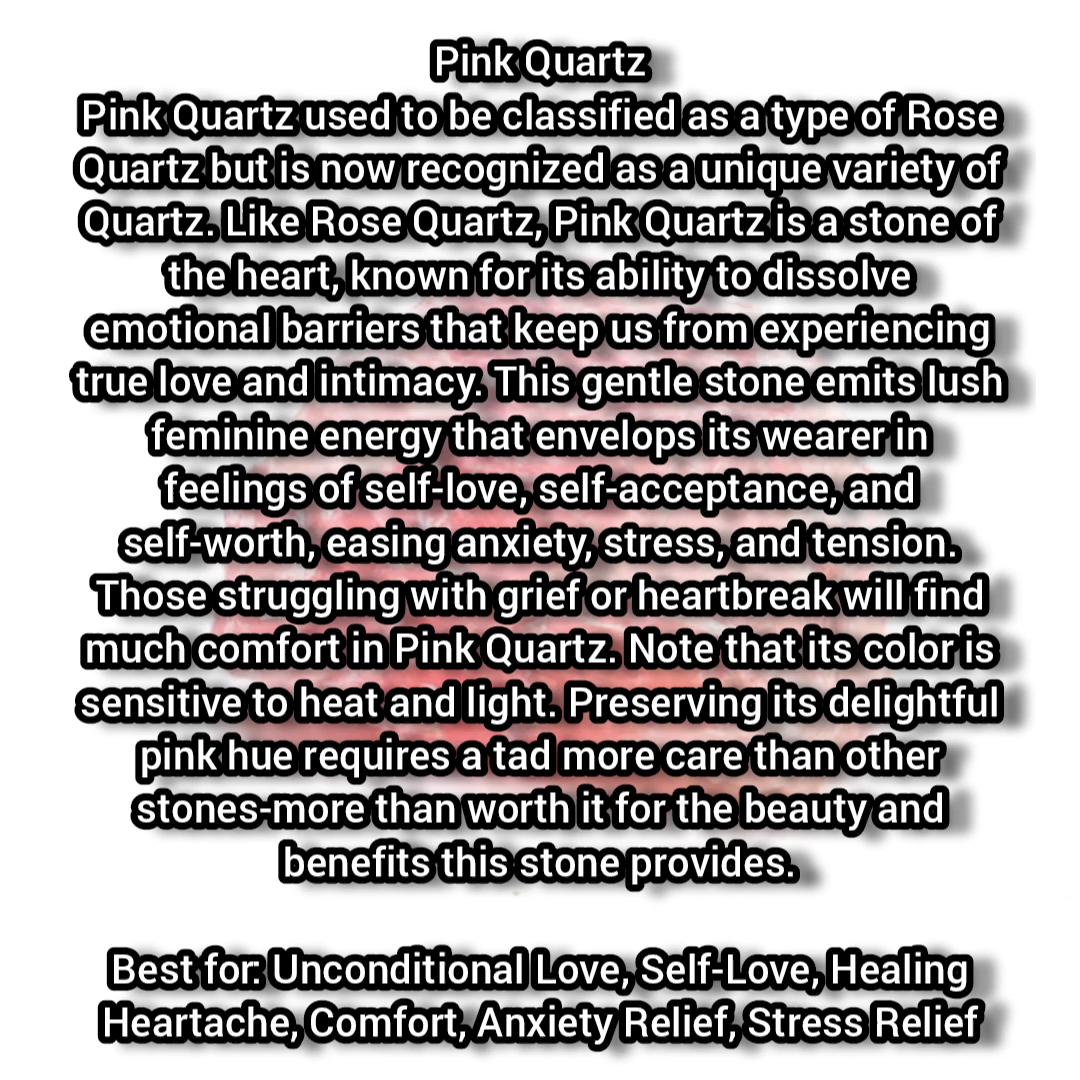 Pink Quartz
Pink Quartz used to be classified as a type of Rose
Quartz but is now recognized as a unique variety of
Quartz. Like Rose Quartz, Pink Quartz is a stone of
the heart, known for its ability to dissolve
emotional barriers that keep us from experiencing
true love and intimacy. This gentle stone emits lush
feminine energy that envelops its wearer in
feelings of self-love, self-acceptance, and
self-worth, easing anxiety, stress, and tension.
Those struggling with grief or heartbreak will find
much comfort in Pink Quartz. Note that its color is
sensitive to heat and light. Preserving its delightful
pink hue requires a tad more care than other
stones-more than worth it for the beauty and
benefits this stone provides.
Best for: Unconditional Love, Self-Love, Healing
Heartache, Comfort, Anxiety Relief, Stress Relief